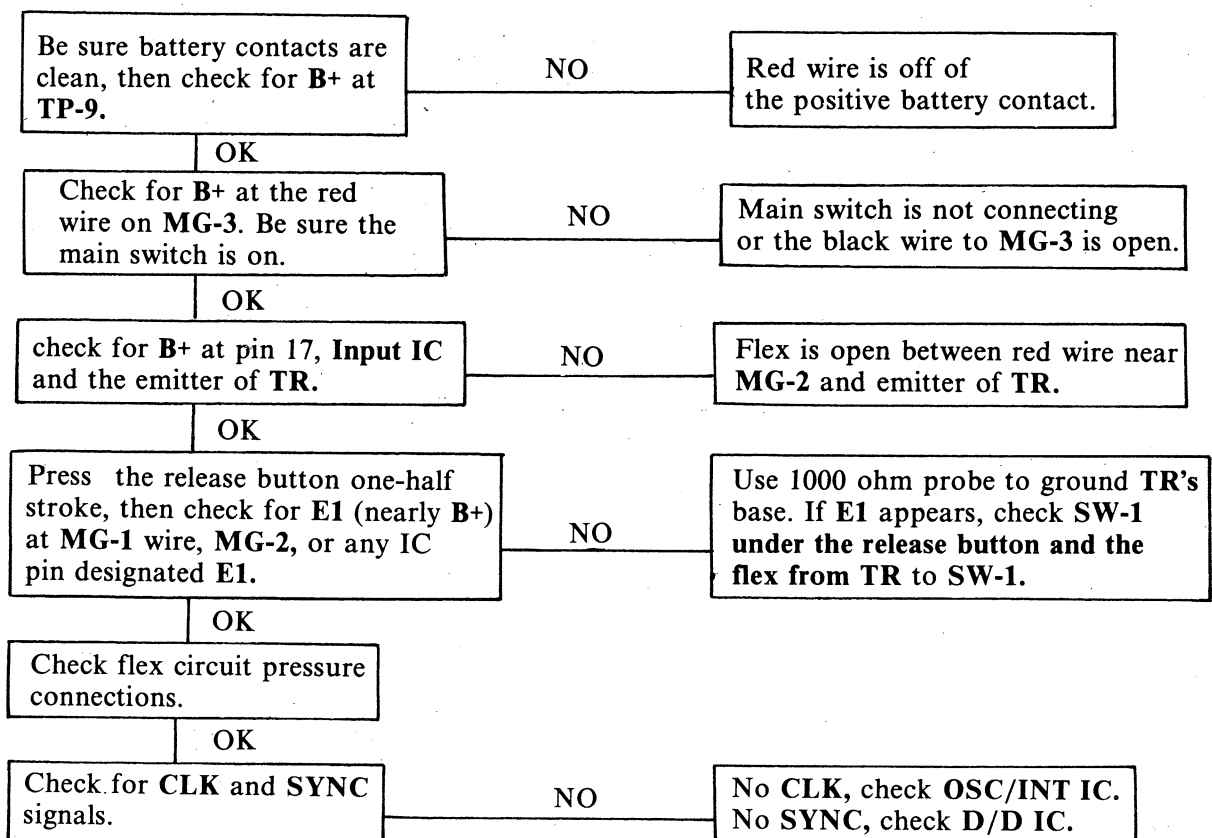 Be sure battery contacts are
clean, then check for B+ at
TP-9.
NO
Red wire is off of
the positive battery contact.
OK
Check for B+ at the red
wire on MG-3. Be sure the
main switch is on.
NO
Main switch is not connecting
or the black wire to MG-3 is open.
OK
check for B+ at pin 17, Input IC
and the emitter of TR.
NO
Flex is open between red wire near
MG-2 and emitter of TR.
OK
Press the release button one-half
stroke, then check for E1 (nearly B+)
at MG-1 wire, MG-2, or any IC
pin designated E1.
NO
Use 1000 ohm probe to ground TR's
base. If E1 appears, check SW-1
under the release button and the
flex from TR to SW-1.
OK
Check flex circuit pressure
connections.
OK
Check for CLK and SYNC
signals.
NO
No CLK, check OSC/INT IC.
No SYNC, check D/D IC.